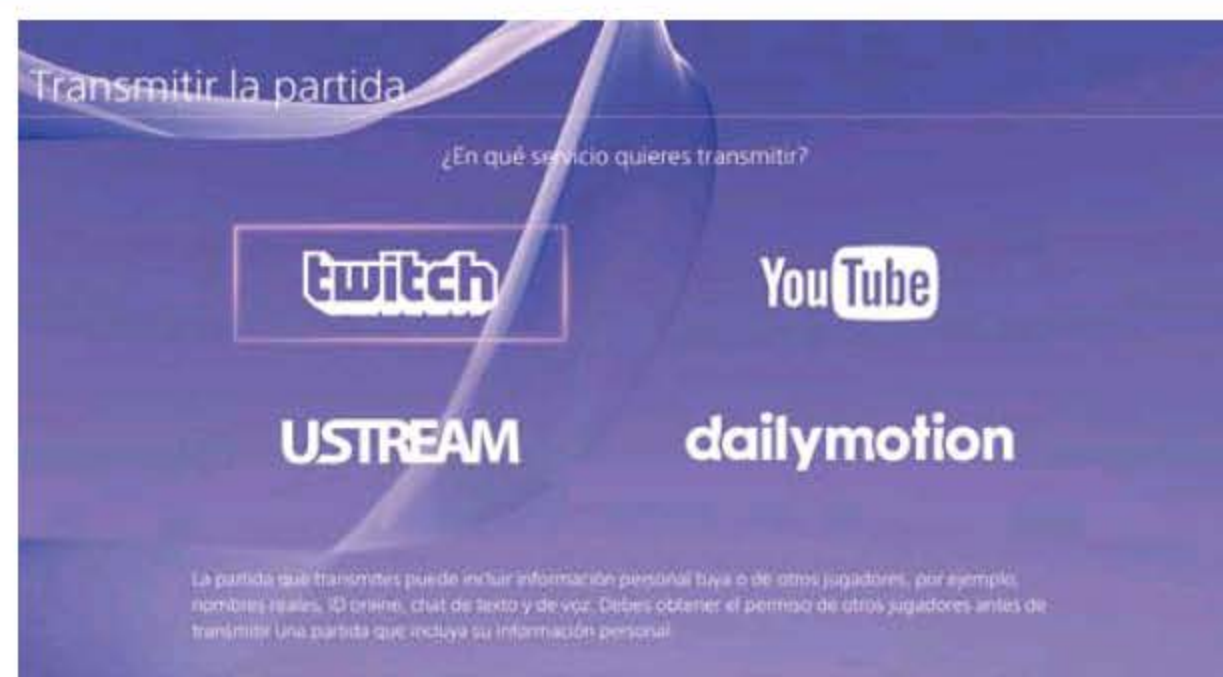 Transmitir la partida
¿En qué servicio quieres transmitir?
twitch
YouTube
USTREAM
dailymotion
La partida que transmites puede incluir información personal tuya o de otros jugadores, por ejemplo,
nombres reales, ID online, chat de texto y de voz. Debes obtener el permiso de otros jugadores antes de
transmitir una partida que incluya su información personal.